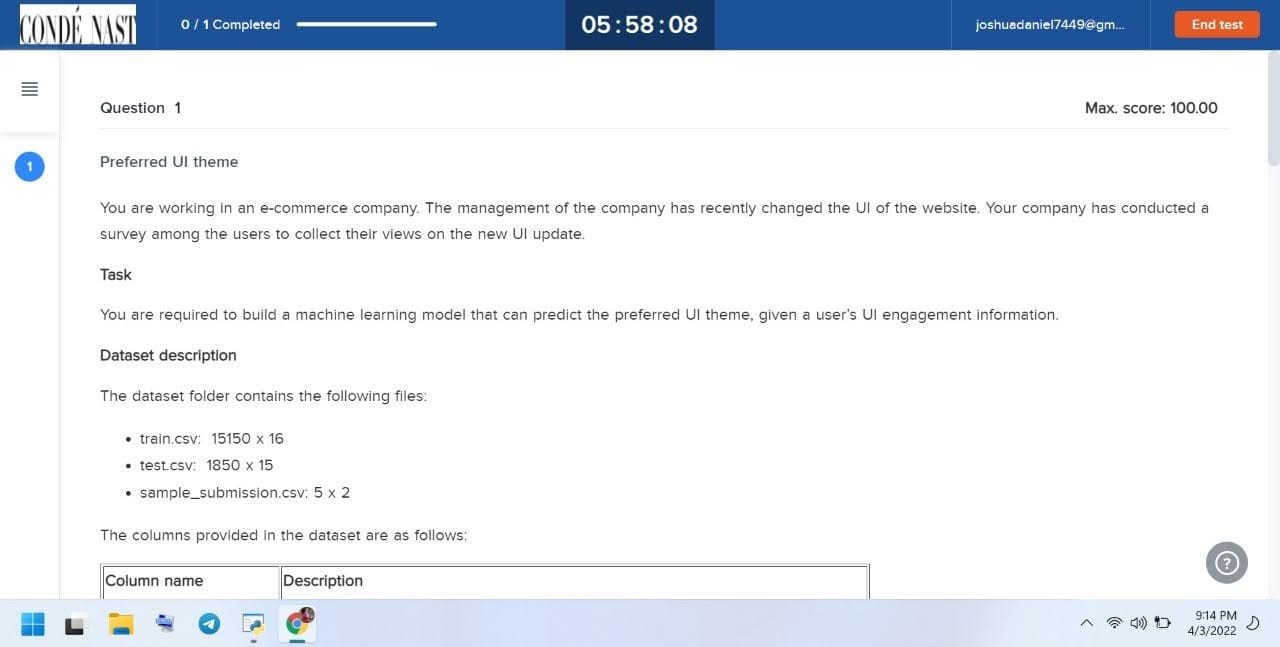 CONDÉ NAST
0 / 1 Completed
05:58:08
joshuadaniel7449@gm...
End test
Question 1
Max. score: 100.00
1
Preferred UI theme
You are working in an e-commerce company. The management of the company has recently changed the UI of the website. Your company has conducted a
survey among the users to collect their views on the new UI update.
Task
You are required to build a machine learning model that can predict the preferred UI theme, given a user's UI engagement information.
Dataset description
The dataset folder contains the following files:
• train.csv: 15150 x 16
• test.csv: 1850 x 15
• sample_submission.csv: 5 x 2
The columns provided in the dataset are as follows:
Column name
Description
?
9:14 PM
4/3/2022